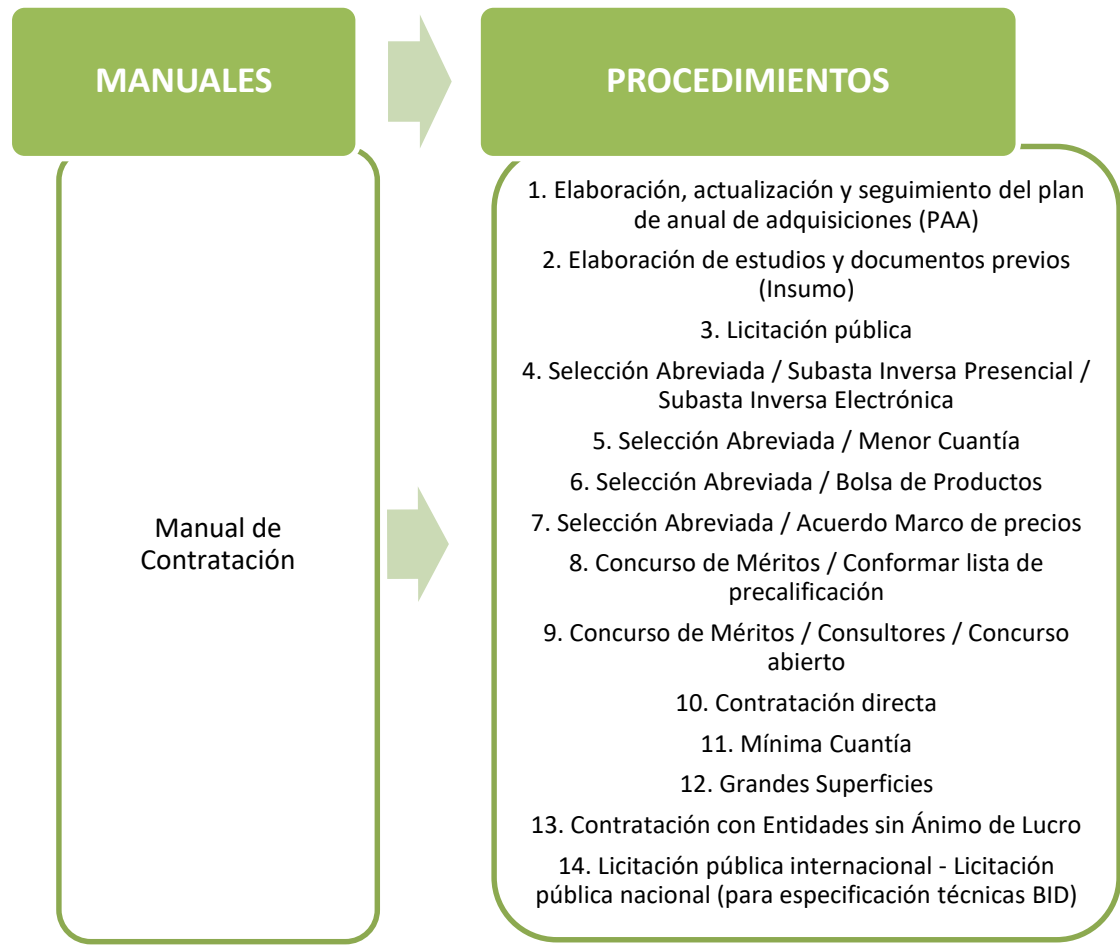 MANUALES
PROCEDIMIENTOS
Manual de
Contratación
1. Elaboración, actualización y seguimiento del plan
de anual de adquisiciones (PAA)
2. Elaboración de estudios y documentos previos
(Insumo)
3. Licitación pública
4. Selección Abreviada / Subasta Inversa Presencial /
Subasta Inversa Electrónica
5. Selección Abreviada / Menor Cuantía
6. Selección Abreviada / Bolsa de Productos
7. Selección Abreviada / Acuerdo Marco de precios
8. Concurso de Méritos / Conformar lista de
precalificación
9. Concurso de Méritos / Consultores / Concurso
abierto
10. Contratación directa
11. Mínima Cuantía
12. Grandes Superficies
13. Contratación con Entidades sin Ánimo de Lucro
14. Licitación pública internacional - Licitación
pública nacional (para especificación técnicas BID)